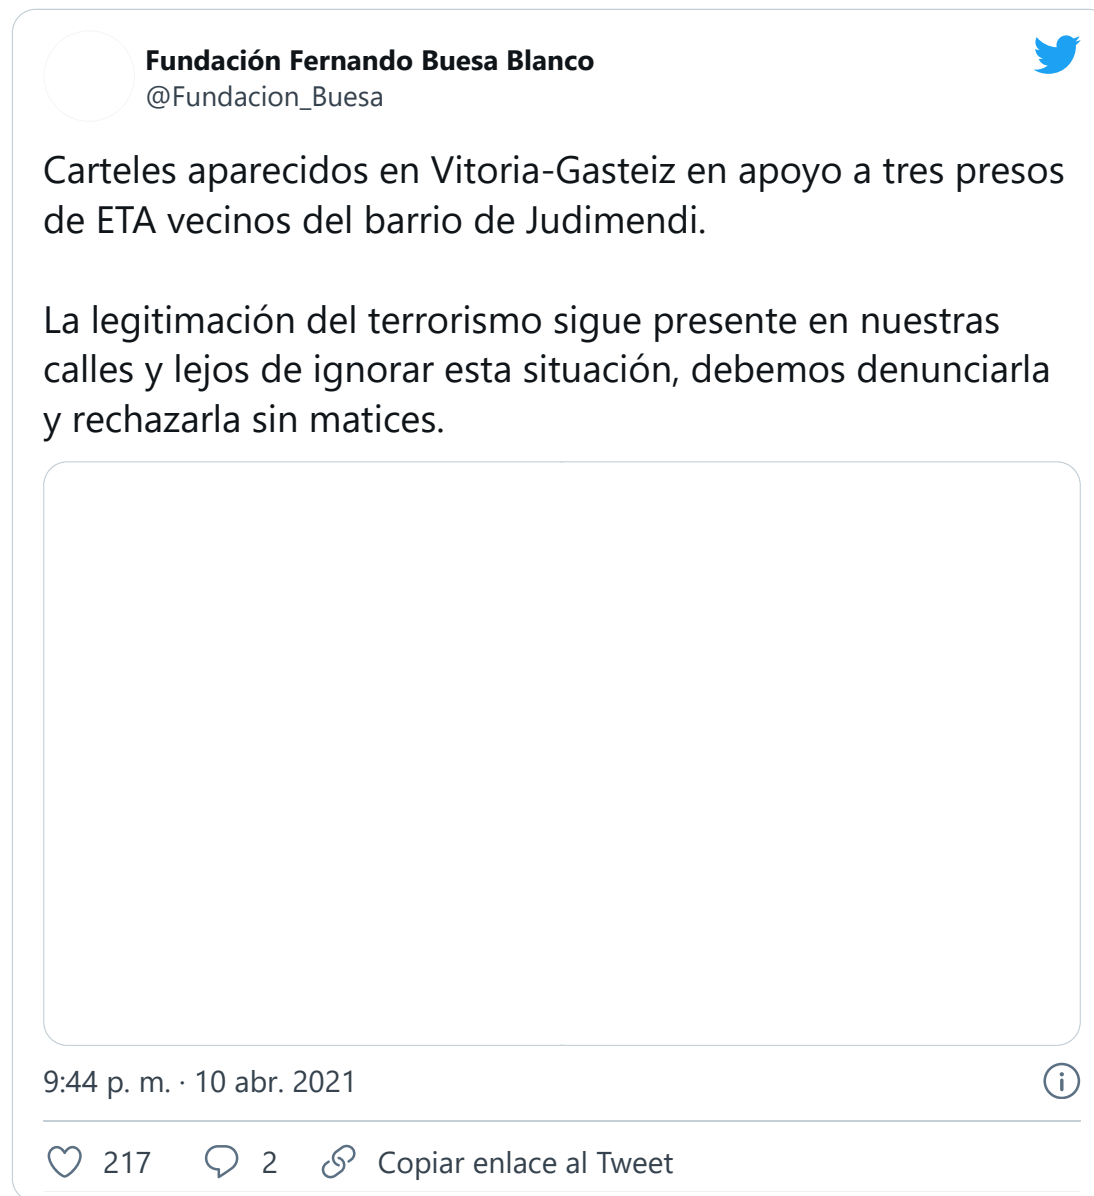 Fundación Fernando Buesa Blanco
@Fundacion_Buesa
Carteles aparecidos en Vitoria-Gasteiz en apoyo a tres presos
de ETA vecinos del barrio de Judimendi.
La legitimación del terrorismo sigue presente en nuestras
calles y lejos de ignorar esta situación, debemos denunciarla
y rechazarla sin matices.
9:44 p. m. · 10 abr. 2021
217 2 Copiar enlace al Tweet